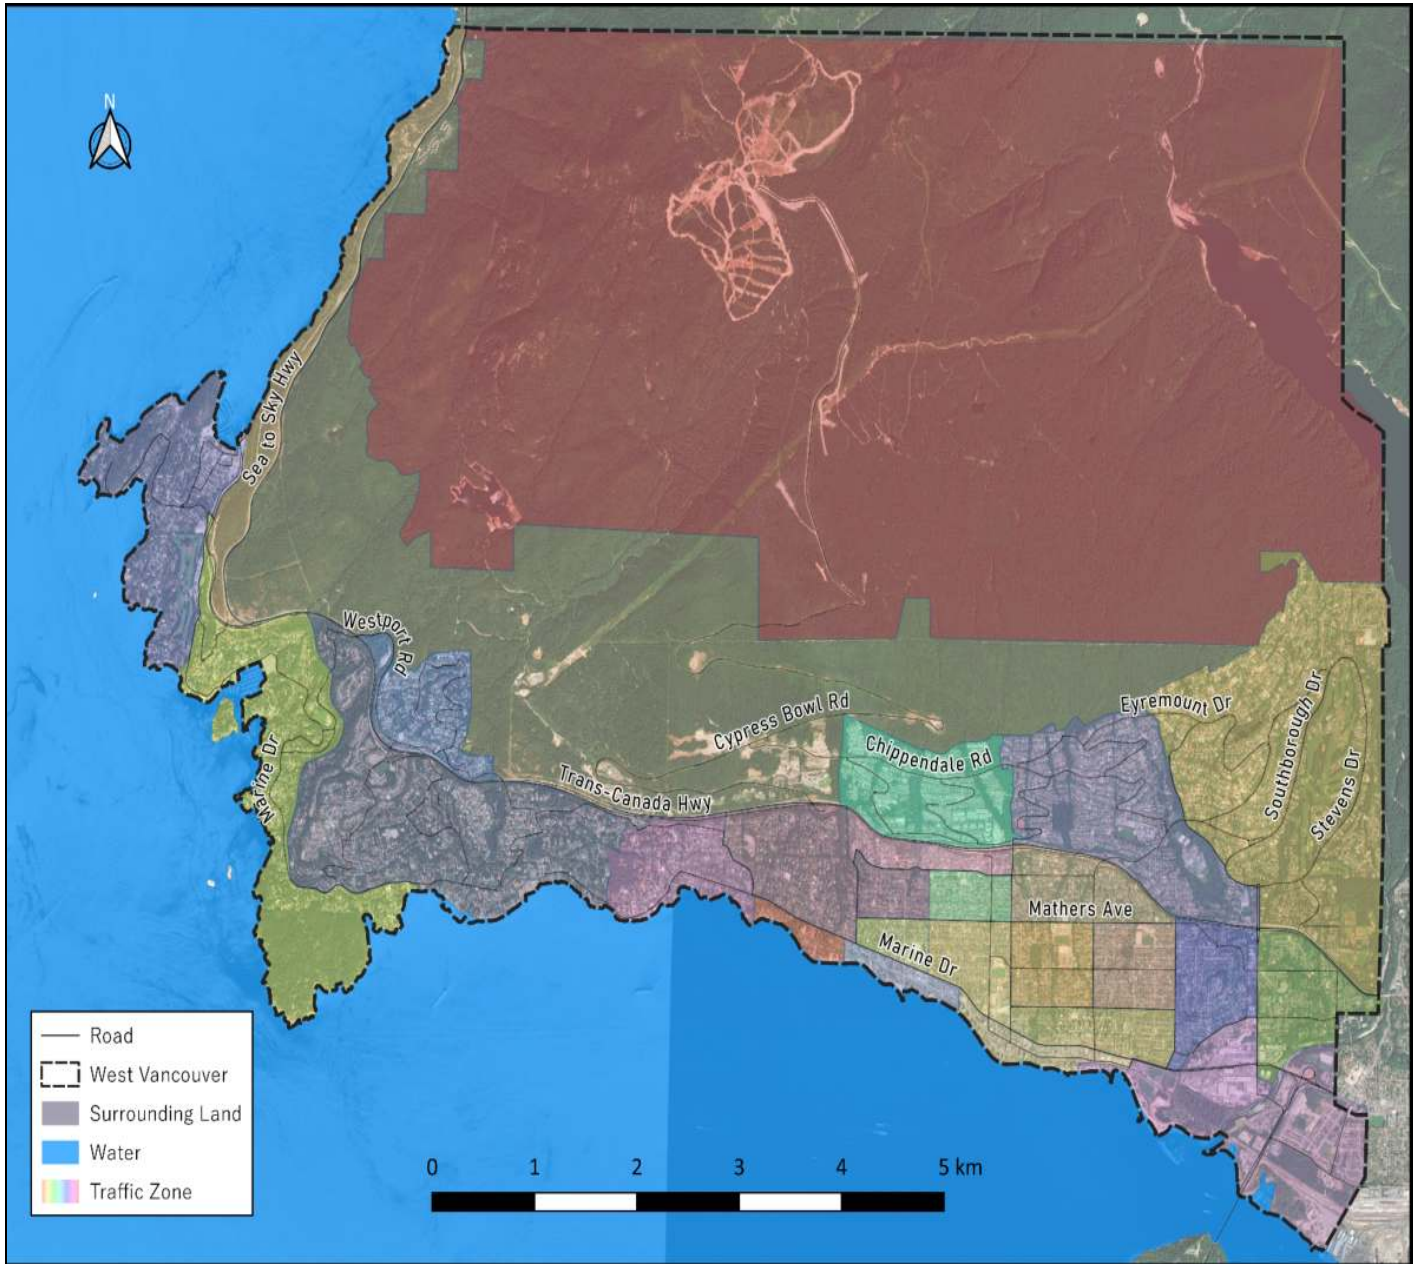 N
Sea to Sky Hwy
Westport
Rd
Cypress Bowl Rd
Eyremount Dr
Chippendale Rd
Southborough Dr
Stevens Dr
Marine Dr
Trans-Canada Hwy
Mathers Ave
Marine Dr
Road
West Vancouver
Surrounding Land
Water
Traffic Zone
0 1 2 3 4 5 km